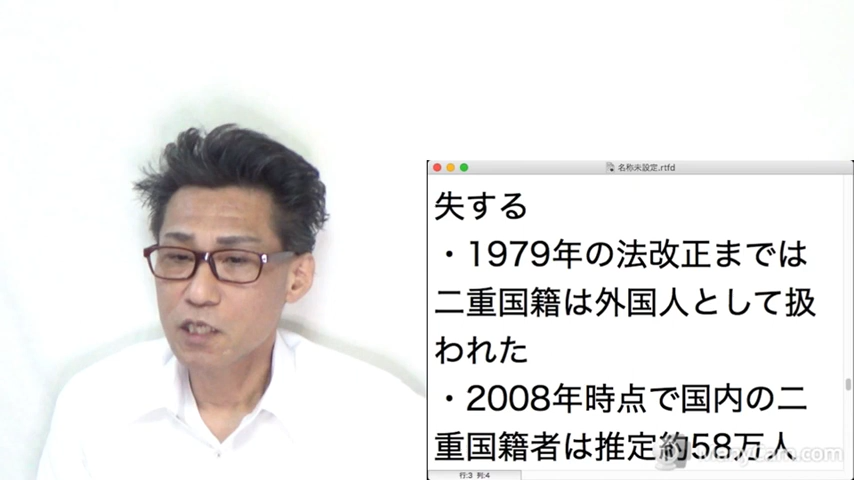 名称未設定.rtfd
失する
・1979年の法改正までは
二重国籍は外国人として扱
われた
・2008年時点で国内の二
重国籍者は推定約58万人
ManyCam.com
行:3 列:4